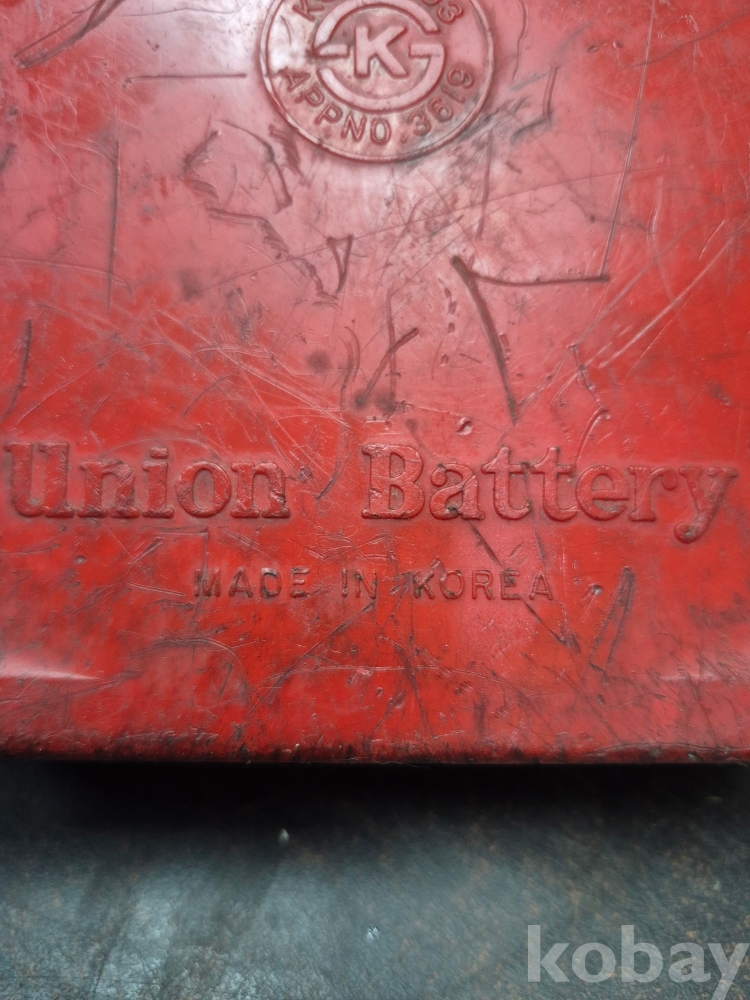 K
APPNO. 3619
Union Battery
MADE IN KOREA
kobay